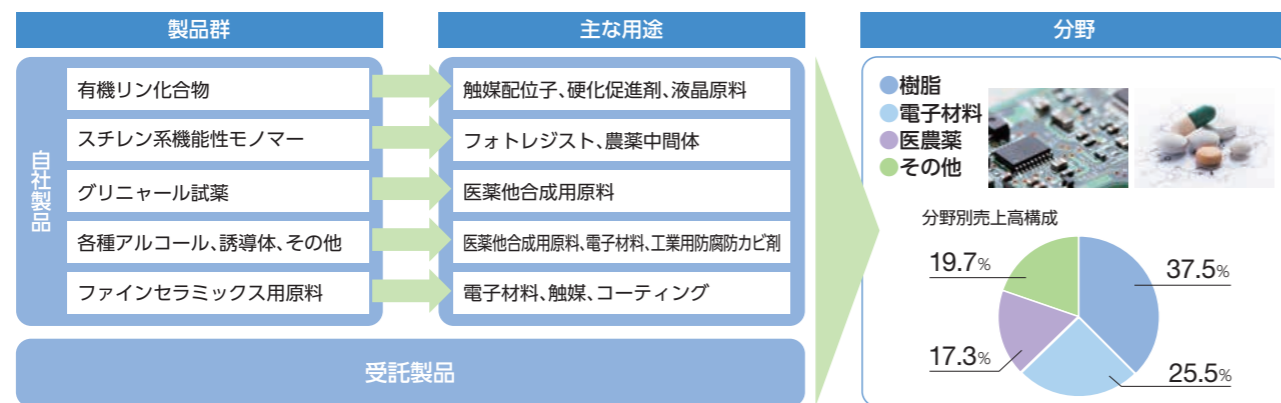 製品群
主な用途
分野
自社製品
有機リン化合物
触媒配位子、硬化促進剤、液晶原料
スチレン系機能性モノマー
フォトレジスト、農薬中間体
グリニャール試薬
医薬他合成用原料
各種アルコール、誘導体、その他
医薬他合成用原料、電子材料、工業用防腐防カビ剤
ファインセラミックス用原料
電子材料、触媒、コーティング
受託製品
樹脂
電子材料
医農薬
その他
分野別売上高構成
19.7%
37.5%
17.3%
25.5%